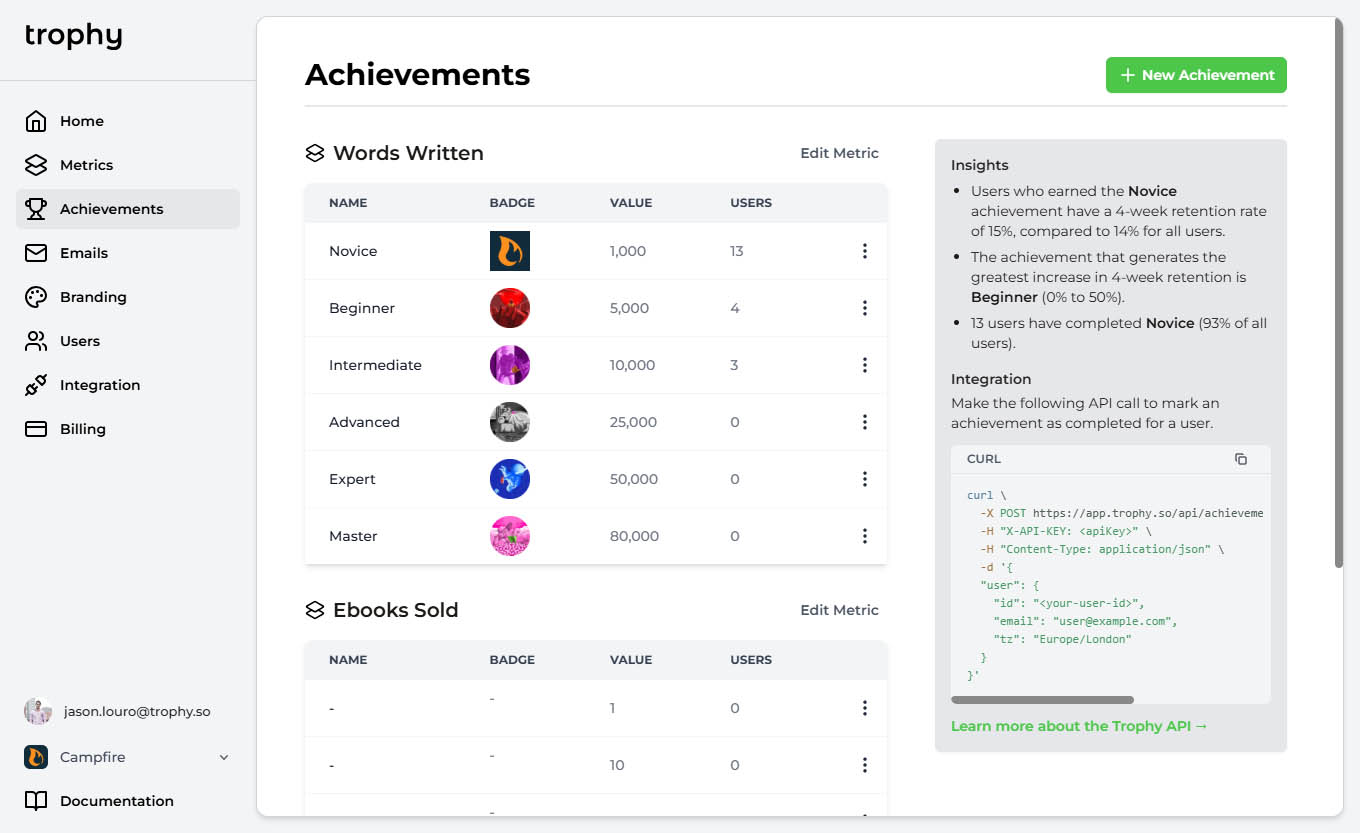 trophy
Home
Metrics
Achievements
Emails
Branding
Users
Integration
Billing
jason.louro@trophy.so
Campfire
Documentation
Achievements
New Achievement
Words Written
Edit Metric
NAME BADGE VALUE USERS
Novice 1,000 13
Beginner 5,000 4
Intermediate 10,000 3
Advanced 25,000 0
Expert 50,000 0
Master 80,000 0
Ebooks Sold
Edit Metric
NAME BADGE VALUE USERS
- - 1 0
- - 10 0
-
Insights
• Users who earned the Novice
achievement have a 4-week retention rate
of 15%, compared to 14% for all users.
• The achievement that generates the
greatest increase in 4-week retention is
Beginner (0% to 50%).
• 13 users have completed Novice (93% of all
users).
Integration
Make the following API call to mark an
achievement as completed for a user.
CURL
curl \
-X POST https://app.trophy.so/api/achieveme
-H "X-API-KEY: <apiKey>" \
-H "Content-Type: application/json" \
-d '{
"user": {
"id": "<your-user-id>",
"email": "user@example.com",
"tz": "Europe/London"
}
}'
Learn more about the Trophy API →